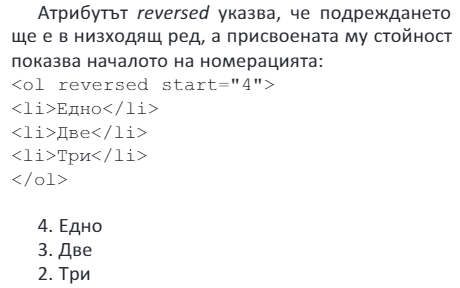 Атрибутът reversed указва, че подреждането
ще е в низходящ ред, а присвоената му стойност
показва началото на номерацията:
<ol reversed start="4">
<li>Едно</li>
<li>Две</li>
<li>Три</li>
</ol>
4. Едно
3. Две
2. Три